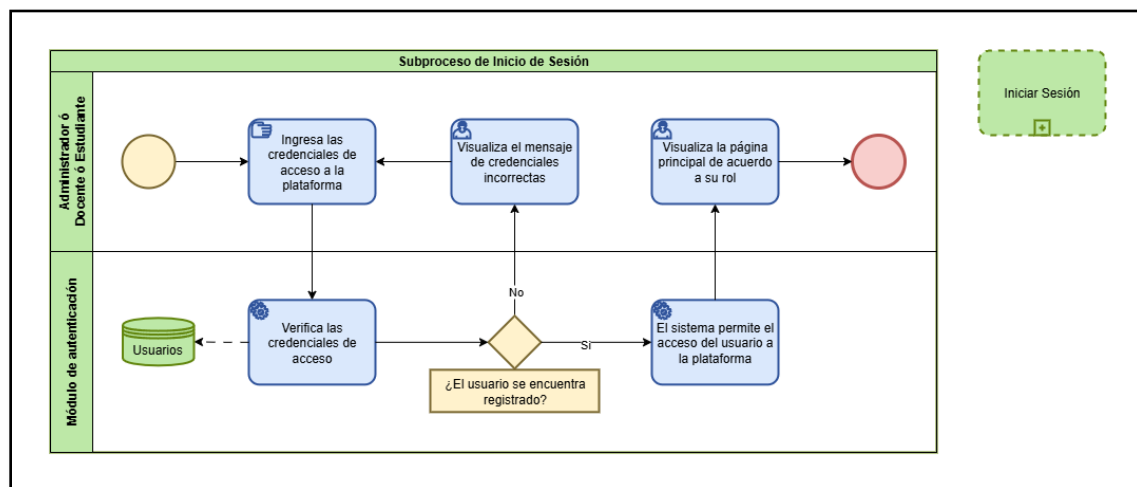 Subproceso de Inicio de Sesión
Iniciar Sesión
Administrador ó
Docente ó Estudiante
Ingresa las
credenciales de
acceso a la
plataforma
Visualiza el mensaje
de credenciales
incorrectas
Visualiza la página
principal de acuerdo
a su rol
Módulo de autenticación
Usuarios
Verifica las
credenciales de
acceso
No
Si
¿El usuario se encuentra
registrado?
El sistema permite el
acceso del usuario a
la plataforma